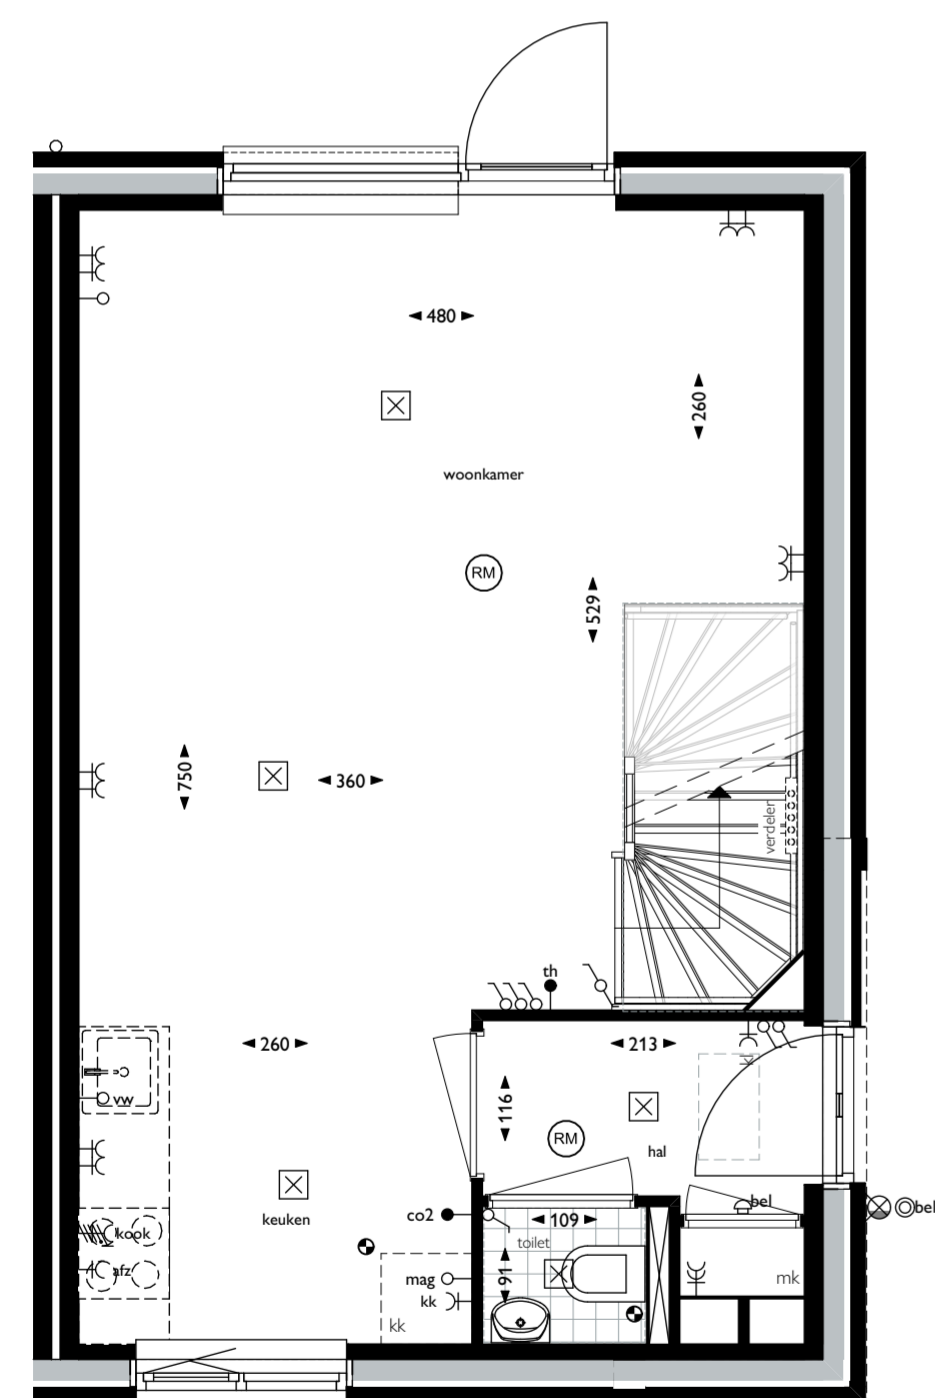 480
260
woonkamer
RM
529
750
360
verdeler
th
260
213
kl
vw
116
RM
hal
bel
bel
co2
109
keuken
toilet
kook
91
afz
mag
mk
kk
kk